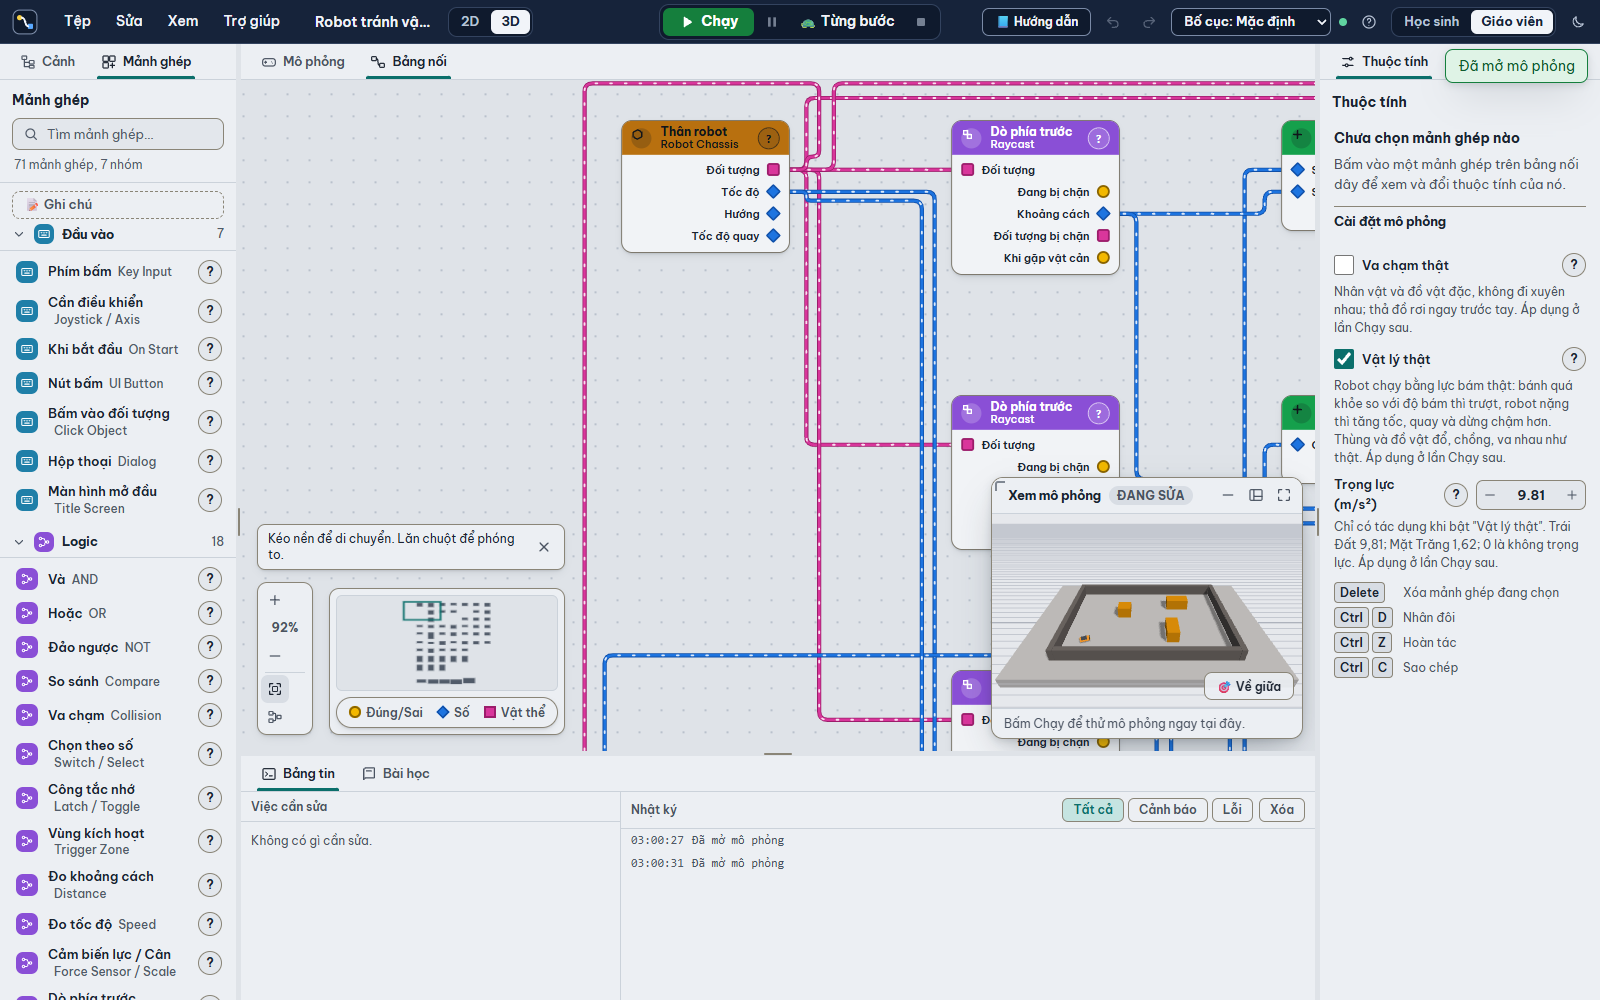 Tệp Sửa Xem Trợ giúp Robot tránh vậ... 2D 3D Chạy Từng bước Hướng dẫn Bố cục: Mặc định Học sinh Giáo viên
Cảnh Mảnh ghép
Mảnh ghép
Tìm mảnh ghép...
71 mảnh ghép, 7 nhóm
Ghi chú
Đầu vào 7
Phím bấm Key Input ?
Cần điều khiển
Joystick / Axis ?
Khi bắt đầu On Start ?
Nút bấm UI Button ?
Bấm vào đối tượng
Click Object ?
Hộp thoại Dialog ?
Màn hình mở đầu
Title Screen ?
Logic 18
Và AND ?
Hoặc OR ?
Đảo ngược NOT ?
So sánh Compare ?
Va chạm Collision ?
Chọn theo số
Switch / Select ?
Công tắc nhớ
Latch / Toggle ?
Vùng kích hoạt
Trigger Zone ?
Đo khoảng cách
Distance ?
Đo tốc độ Speed ?
Cảm biến lực / Cân
Force Sensor / Scale ?
Dò phía trước
Mô phỏng Bảng nối
Thân robot
Robot Chassis ?
Đối tượng
Tốc độ
Hướng
Tốc độ quay
Dò phía trước
Raycast ?
Đối tượng
Đang bị chặn
Khoảng cách
Đối tượng bị chặn
Khi gặp vật cản
Dò phía trước
Raycast ?
Đối tượng
Đang bị chặn
Đang bị chặn
Kéo nền để di chuyển. Lăn chuột để phóng
to.
92%
Đúng/Sai Số Vật thể
Xem mô phỏng ĐANG SỬA
Về giữa
Bấm Chạy để thử mô phỏng ngay tại đây.
Bảng tin Bài học
Việc cần sửa
Không có gì cần sửa.
Nhật ký Tất cả Cảnh báo Lỗi Xóa
03:00:27 Đã mở mô phỏng
03:00:31 Đã mở mô phỏng
Thuộc tính
Đã mở mô phỏng
Thuộc tính
Chưa chọn mảnh ghép nào
Bấm vào một mảnh ghép trên bảng nối
dây để xem và đổi thuộc tính của nó.
Cài đặt mô phỏng
Va chạm thật ?
Nhân vật và đồ vật đặc, không đi xuyên
nhau; thả đồ rơi ngay trước tay. Áp dụng ở
lần Chạy sau.
Vật lý thật ?
Robot chạy bằng lực bám thật: bánh quá
khỏe so với độ bám thì trượt, robot nặng
thì tăng tốc, quay và dừng chậm hơn.
Thùng và đồ vật đổ, chồng, va nhau như
thật. Áp dụng ở lần Chạy sau.
Trọng lực
(m/s²) ? − 9.81 +
Chỉ có tác dụng khi bật "Vật lý thật". Trái
Đất 9,81; Mặt Trăng 1,62; 0 là không trọng
lực. Áp dụng ở lần Chạy sau.
Delete Xóa mảnh ghép đang chọn
Ctrl D Nhân đôi
Ctrl Z Hoàn tác
Ctrl C Sao chép